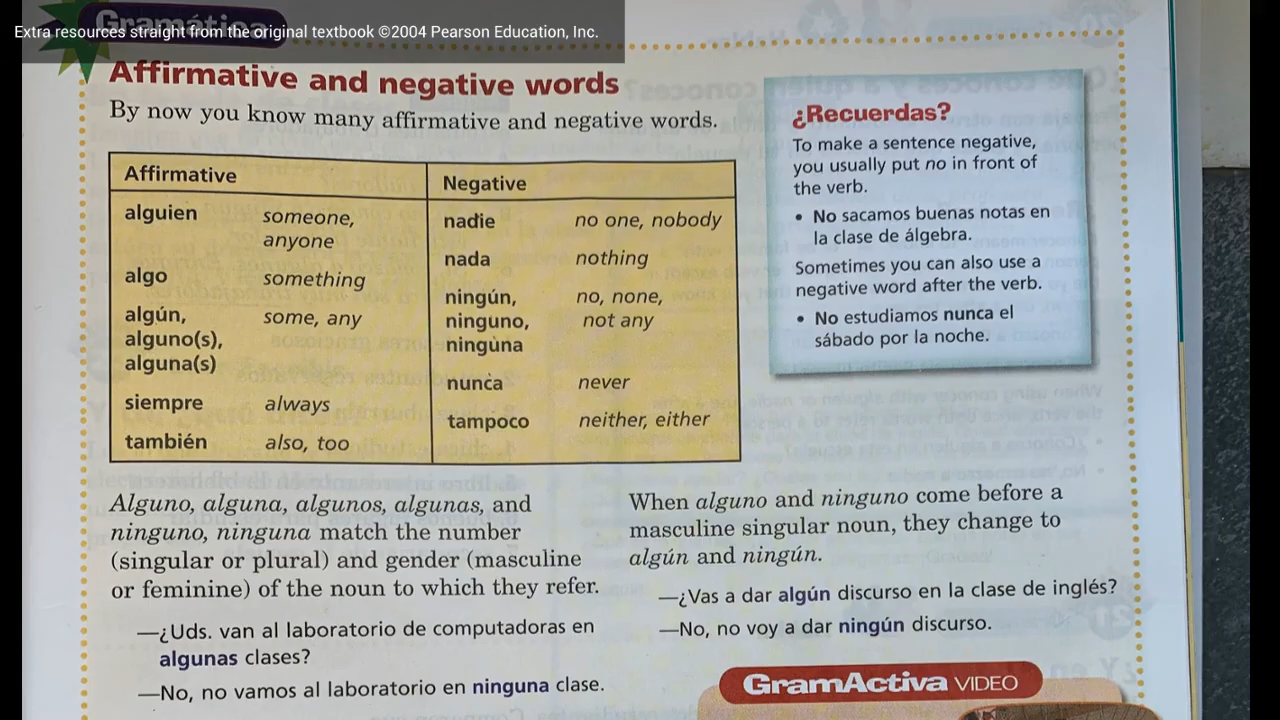 Gramática
Extra resources straight from the original textbook ©2004 Pearson Education, Inc.
Affirmative and negative words
By now you know many affirmative and negative words.
Affirmative
alguien someone,
anyone
algo something
algún, some, any
alguno(s),
alguna(s)
siempre always
también also, too
Negative
nadie no one, nobody
nada nothing
ningún, no, none,
ninguno, not any
ninguna
nunca never
tampoco neither, either
¿Recuerdas?
To make a sentence negative,
you usually put no in front of
the verb.
• No sacamos buenas notas en
la clase de álgebra.
Sometimes you can also use a
negative word after the verb.
• No estudiamos nunca el
sábado por la noche.
Alguno, alguna, algunos, algunas, and
ninguno, ninguna match the number
(singular or plural) and gender (masculine
or feminine) of the noun to which they refer.
—¿Uds. van al laboratorio de computadoras en
algunas clases?
—No, no vamos al laboratorio en ninguna clase.
When alguno and ninguno come before a
masculine singular noun, they change to
algún and ningún.
—¿Vas a dar algún discurso en la clase de inglés?
—No, no voy a dar ningún discurso.
GramActiva VIDEO